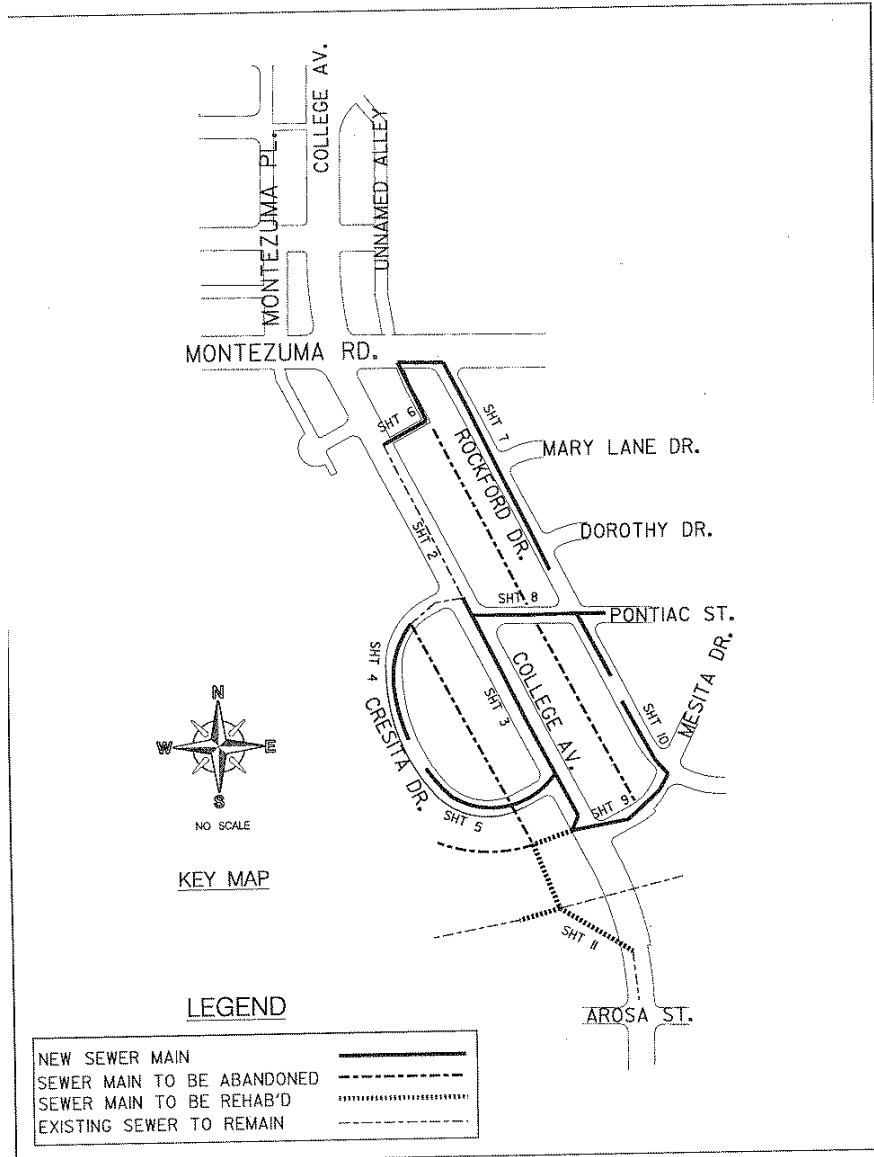 COLLEGE AV.
MONTEZUMA PL.
UNNAMED ALLEY
MONTEZUMA RD.
SHT 6
SHT 7
ROCKFORD DR.
MARY LANE DR.
SHT 2
DOROTHY DR.
SHT 8
PONTIAC ST.
SHT 4
CRESITA DR.
SHT 3
COLLEGE AV.
SHT 10
MESITA DR.
SHT 9
SHT 5
N
W E
S
NO SCALE
KEY MAP
SHT 11
AROSA ST.
LEGEND
NEW SEWER MAIN
SEWER MAIN TO BE ABANDONED
SEWER MAIN TO BE REHAB'D
EXISTING SEWER TO REMAIN